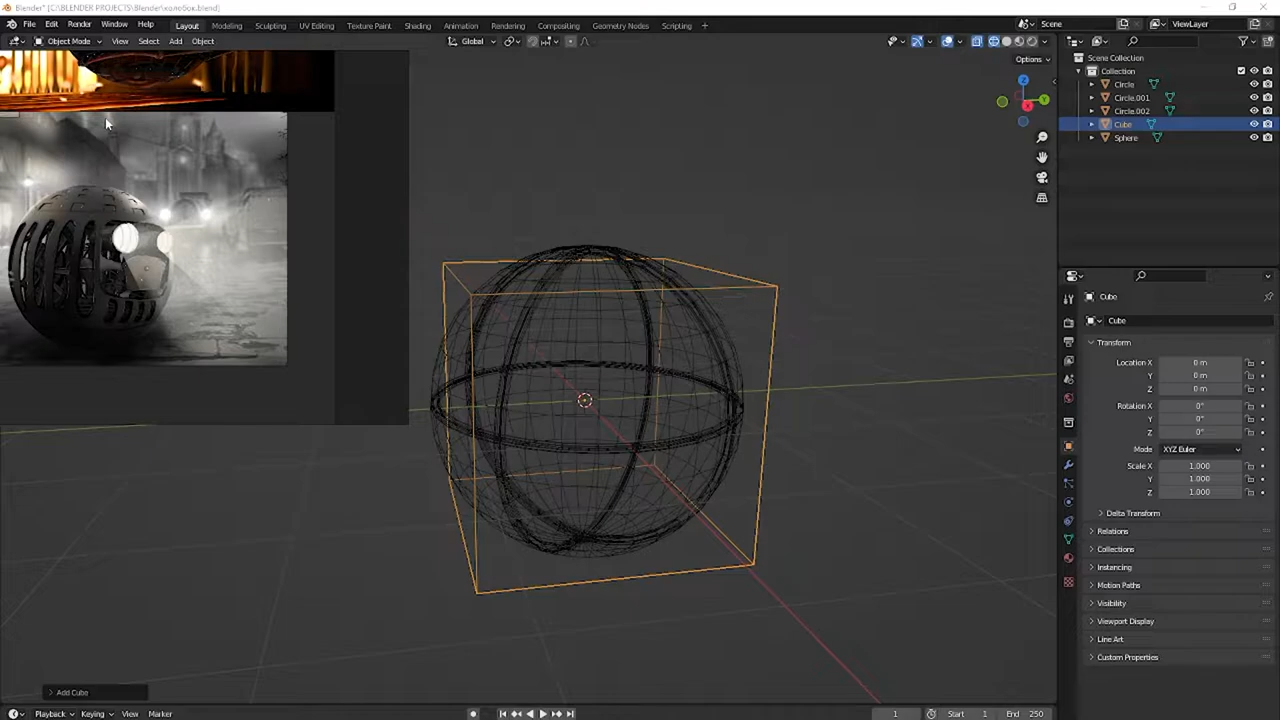 Blender* [C:\BLENDER PROJECTS\Blender\колобок.blend]
File Edit Render Window Help Layout Modeling Sculpting UV Editing Texture Paint Shading Animation Rendering Compositing Geometry Nodes Scripting + Scene ViewLayer
Object Mode View Select Add Object Global
Options
Scene Collection
Collection
Circle
Circle.001
Circle.002
Cube
Sphere
Z
Y
X
Cube
Cube
Transform
Location X 0 m
Y 0 m
Z 0 m
Rotation X 0°
Y 0°
Z 0°
Mode XYZ Euler
Scale X 1.000
Y 1.000
Z 1.000
Delta Transform
Relations
Collections
Instancing
Motion Paths
Visibility
Viewport Display
Line Art
Custom Properties
Add Cube
Playback Keying View Marker 1 Start 1 End 250